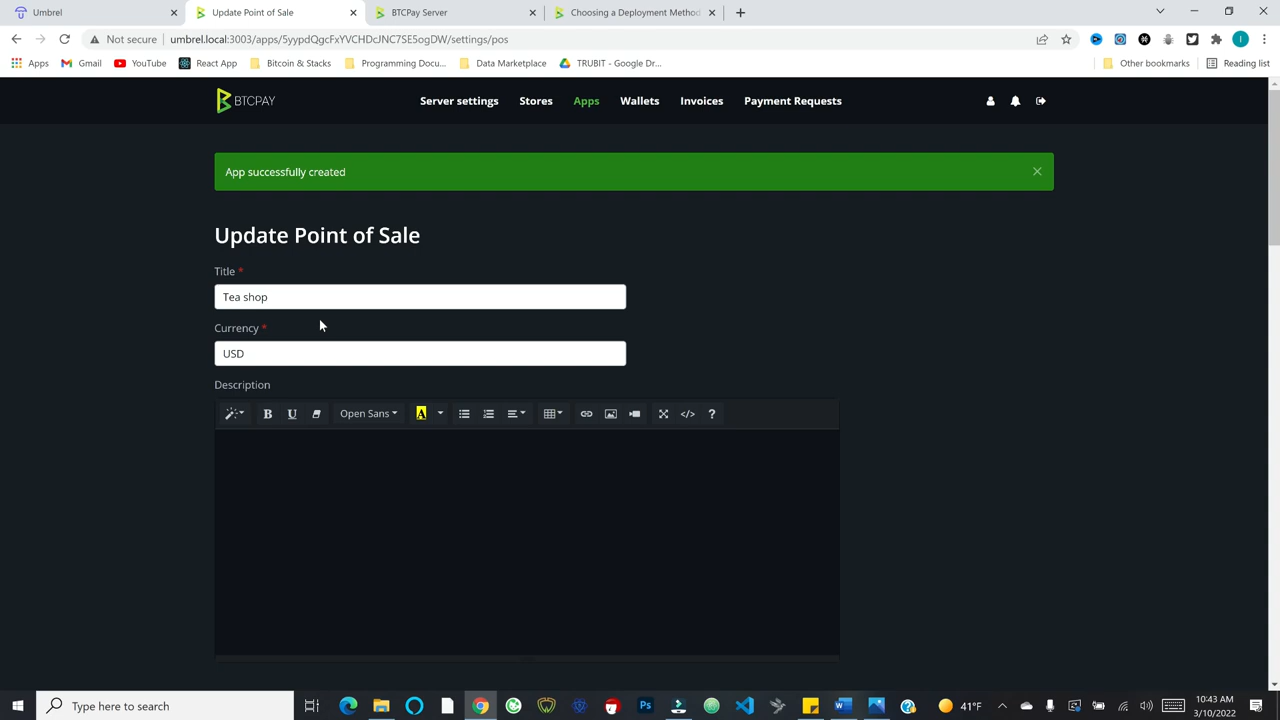 Umbrel
Update Point of Sale
BTCPay Server
Choosing a Deployment Method
Not secure
umbrel.local:3003/apps/5yypdQgcFxYVCHDcJNC7SE5ogDW/settings/pos
Apps
Gmail
YouTube
React App
Bitcoin & Stacks
Programming Docu...
Data Marketplace
TRUBIT - Google Dr...
Other bookmarks
Reading list
BTCPAY
Server settings
Stores
Apps
Wallets
Invoices
Payment Requests
App successfully created
Update Point of Sale
Title *
Tea shop
Currency *
USD
Description
B
U
Open Sans
A
</>
?
Type here to search
41°F
10:43 AM
3/10/2022